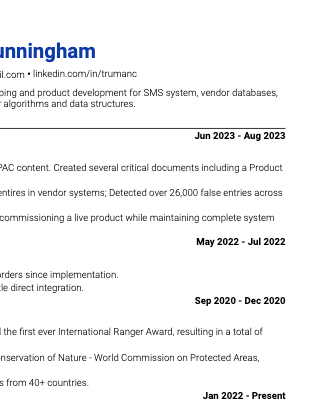 unningham
il.com • linkedin.com/in/trumanc
ping and product development for SMS system, vendor databases,
r algorithms and data structures.
Jun 2023 - Aug 2023
PAC content. Created several critical documents including a Product
entires in vendor systems; Detected over 26,000 false entries across
commissioning a live product while maintaining complete system
May 2022 - Jul 2022
orders since implementation.
tle direct integration.
Sep 2020 - Dec 2020
l the first ever International Ranger Award, resulting in a total of
nservation of Nature - World Commission on Protected Areas,
s from 40+ countries.
Jan 2022 - Present